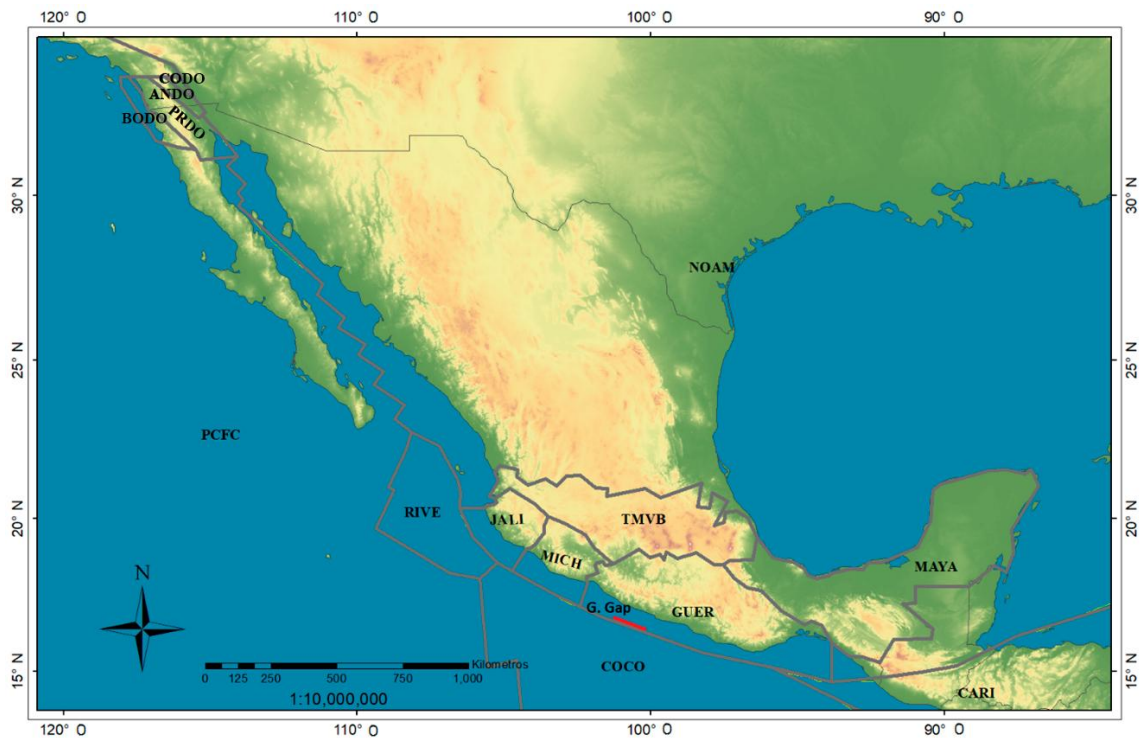 120° O
110° O
100° O
90° O
CODO
ANDO
BODO
PRDO
30° N
30° N
NOAM
25° N
25° N
PCFC
RIVE
JALI
TMVB
20° N
20° N
MICH
MAYA
N
G. Gap
GUER
COCO
Kilometros
0 125 250 500 750 1,000
15° N
15° N
1:10,000,000
CARI
120° O
110° O
100° O
90° O